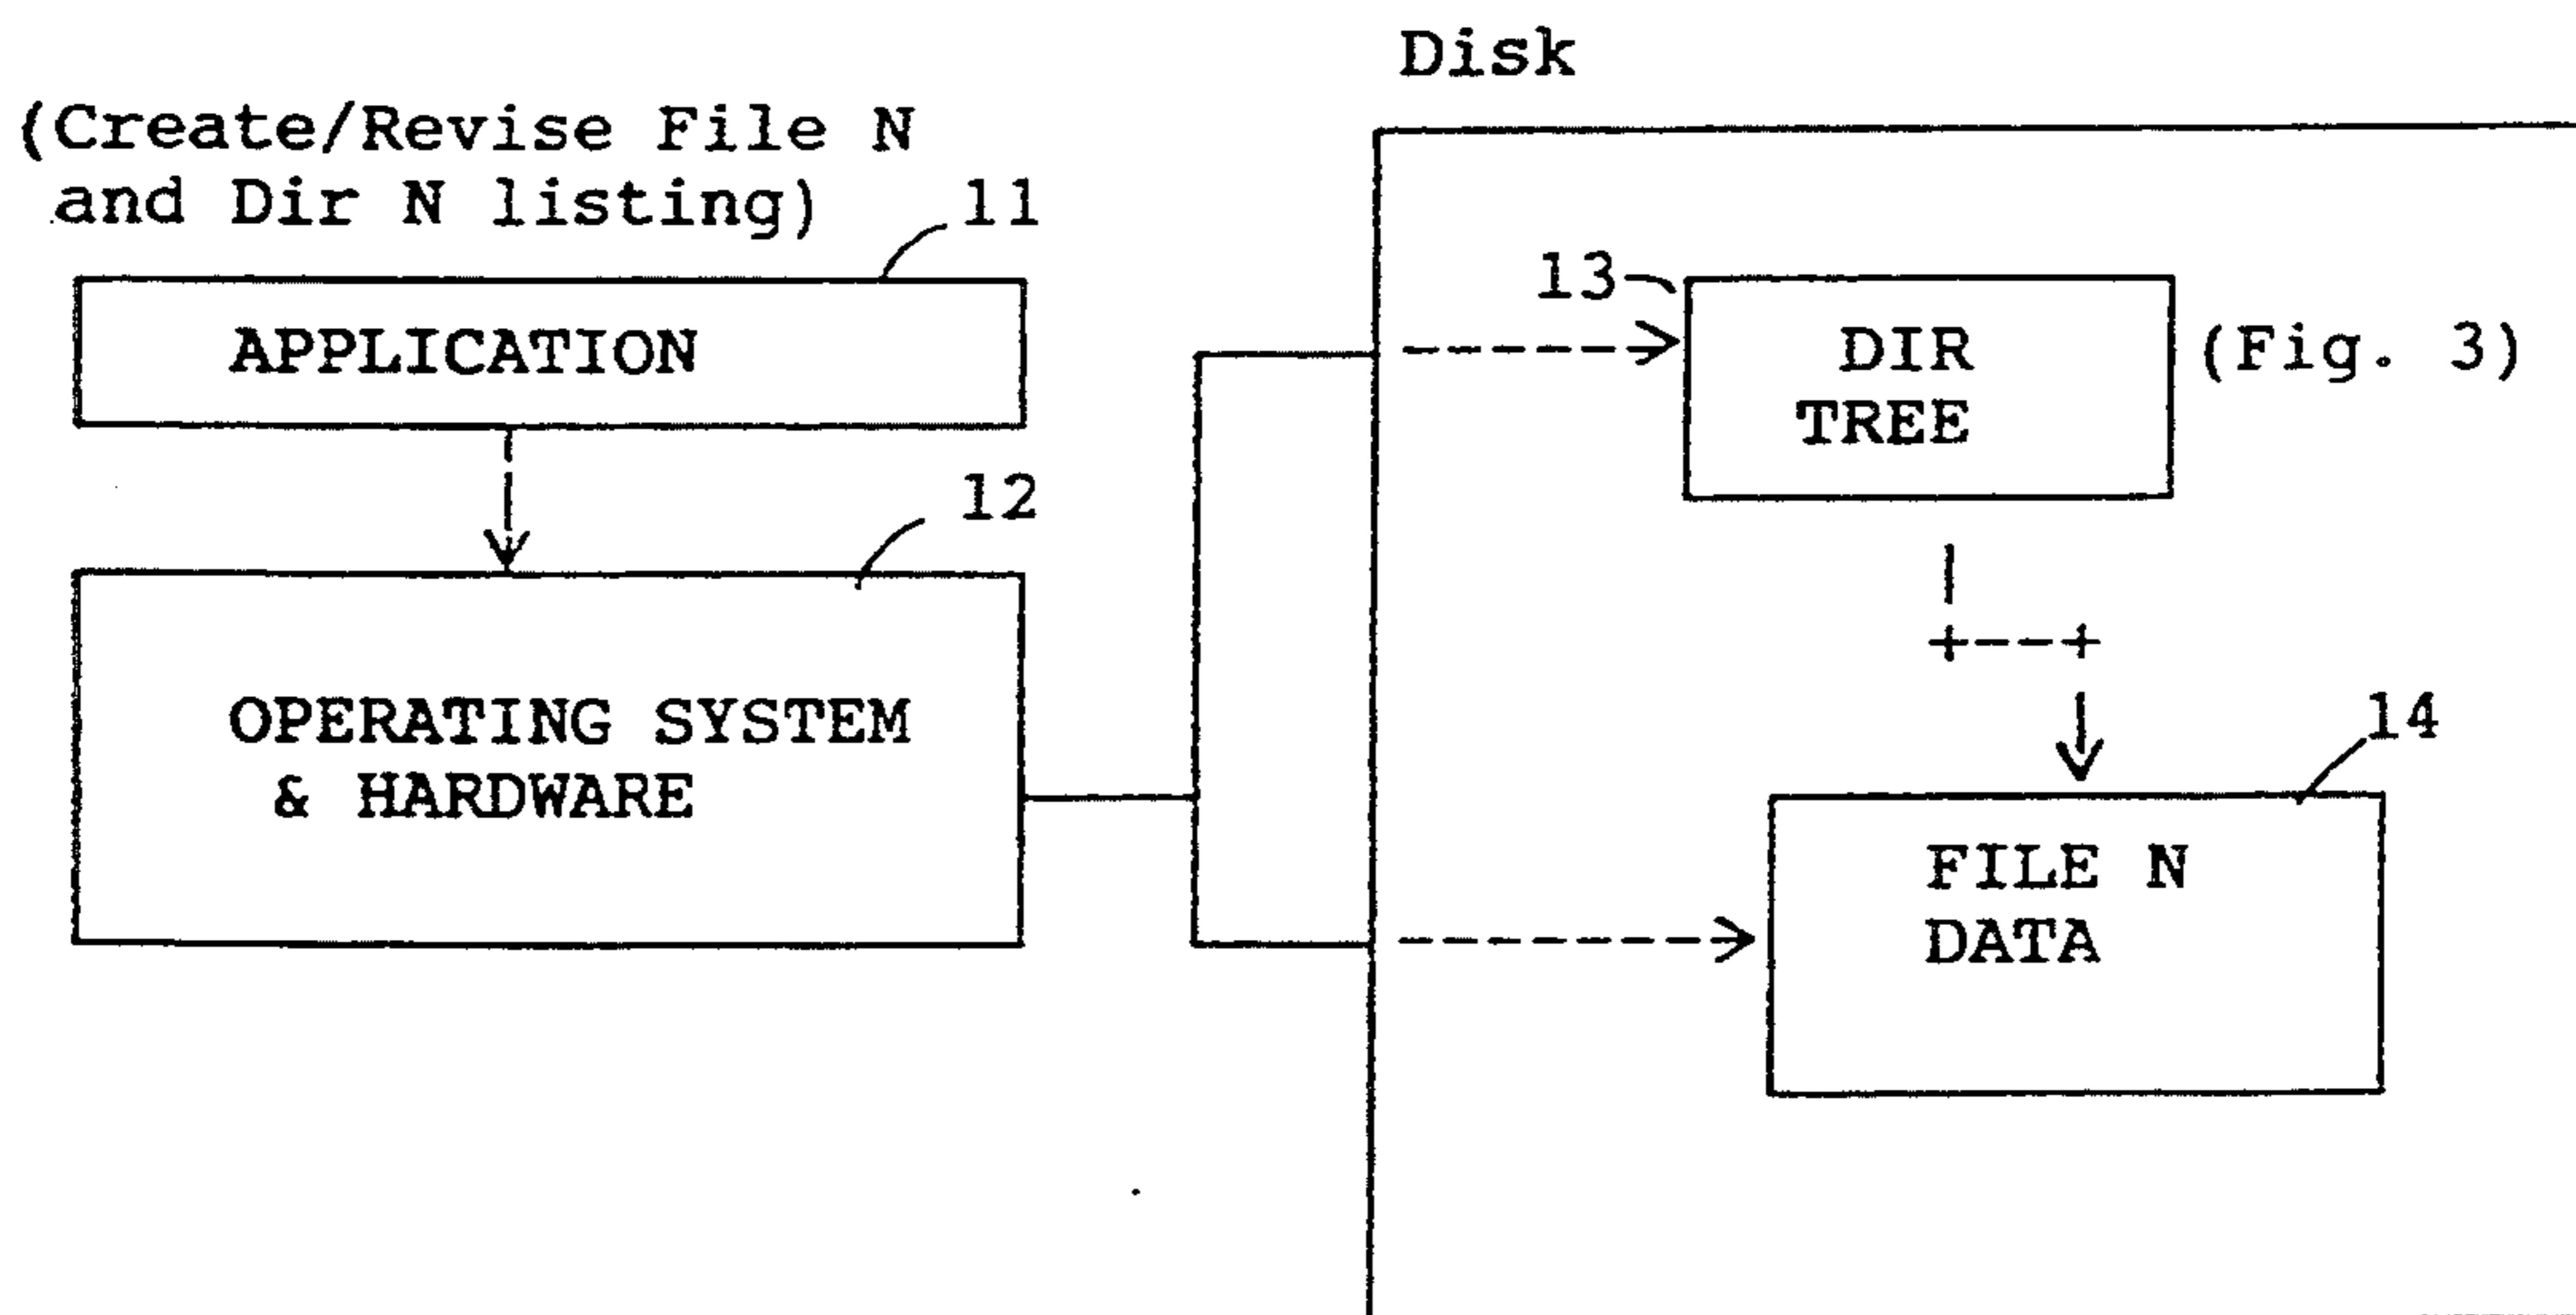 Disk
(Create/Revise File N
and Dir N listing)
11
APPLICATION
12
OPERATING SYSTEM
& HARDWARE
13
DIR
TREE
(Fig. 3)
14
FILE N
DATA